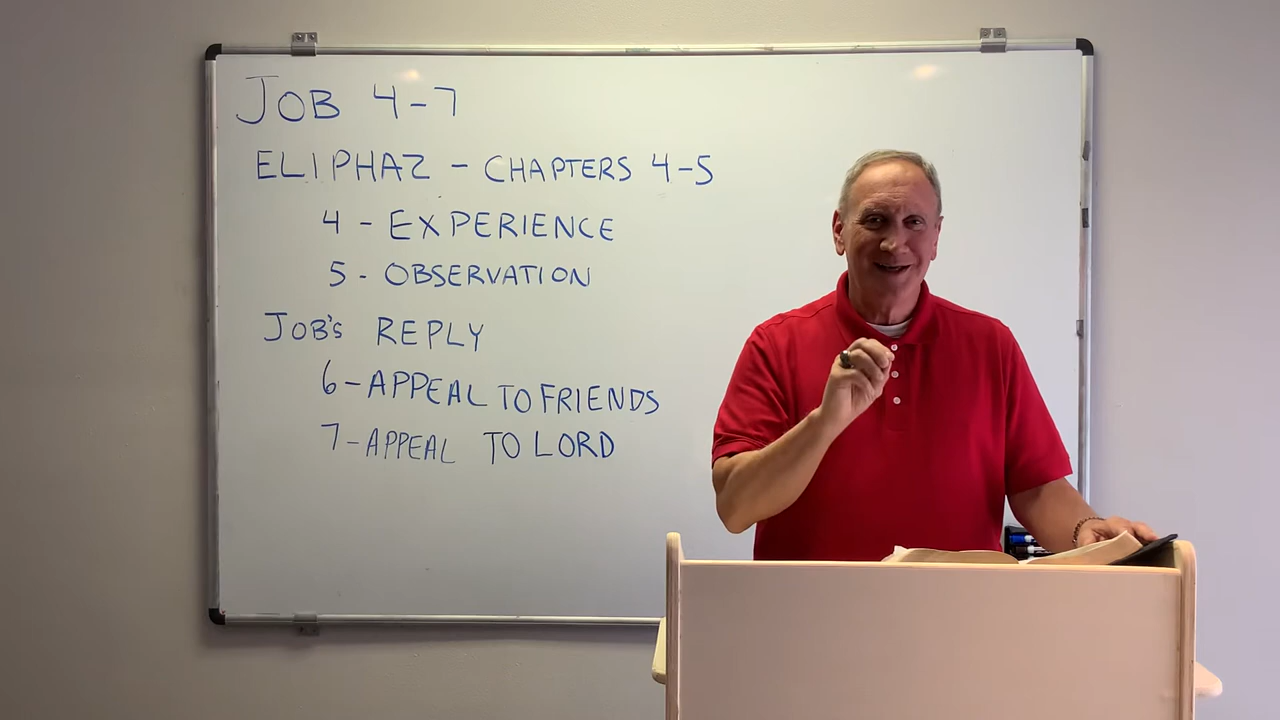 JOB 4-7
ELIPHAZ - CHAPTERS 4-5
4 - EXPERIENCE
5 - OBSERVATION
JOB'S REPLY
6-APPEAL TO FRIENDS
7-APPEAL TO LORD